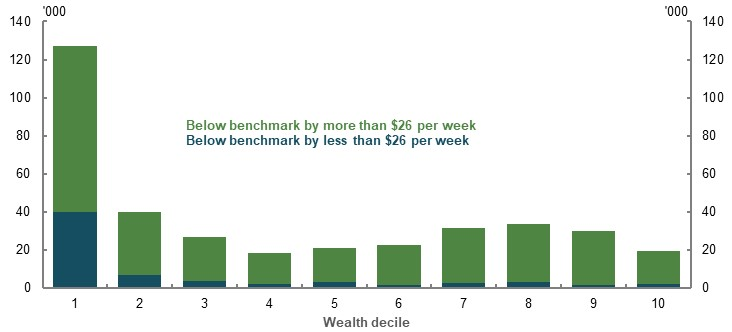 '000 '000
140 140
120 120
100 100
Below benchmark by more than $26 per week
80 80
Below benchmark by less than $26 per week
60 60
40 40
20 20
0 0
1 2 3 4 5 6 7 8 9 10
Wealth decile